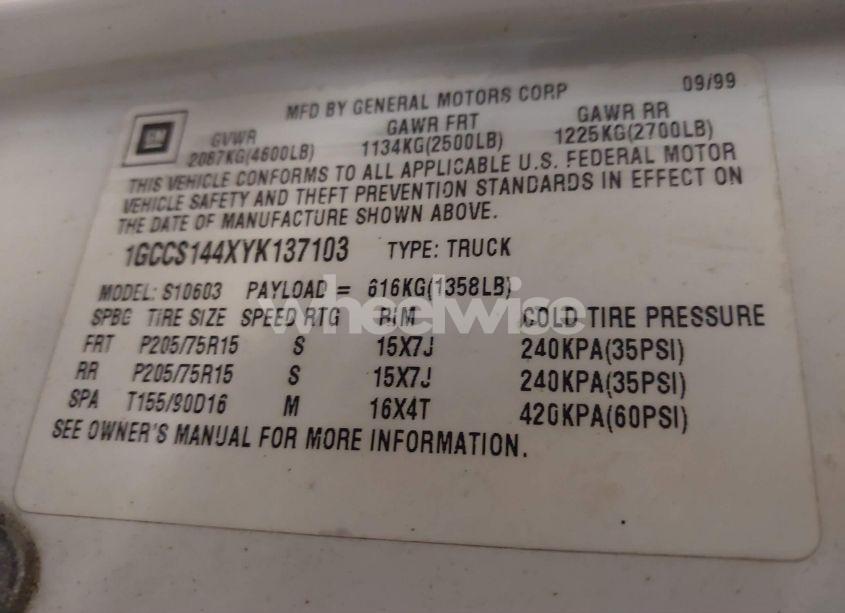 MFD BY GENERAL MOTORS CORP 09/99
GM GVWR GAWR FRT GAWR RR
2087KG(4600LB) 1134KG(2500LB) 1225KG(2700LB)
THIS VEHICLE CONFORMS TO ALL APPLICABLE U.S. FEDERAL MOTOR
VEHICLE SAFETY AND THEFT PREVENTION STANDARDS IN EFFECT ON
THE DATE OF MANUFACTURE SHOWN ABOVE.
1GCCS144XYK137103 TYPE: TRUCK
MODEL: S10603 PAYLOAD = 616KG(1358LB)
wheelwise
SPBG TIRE SIZE SPEED RTG RIM COLD TIRE PRESSURE
FRT P205/75R15 S 15X7J 240KPA(35PSI)
RR P205/75R15 S 15X7J 240KPA(35PSI)
SPA T155/90D16 M 16X4T 420KPA(60PSI)
SEE OWNER'S MANUAL FOR MORE INFORMATION.